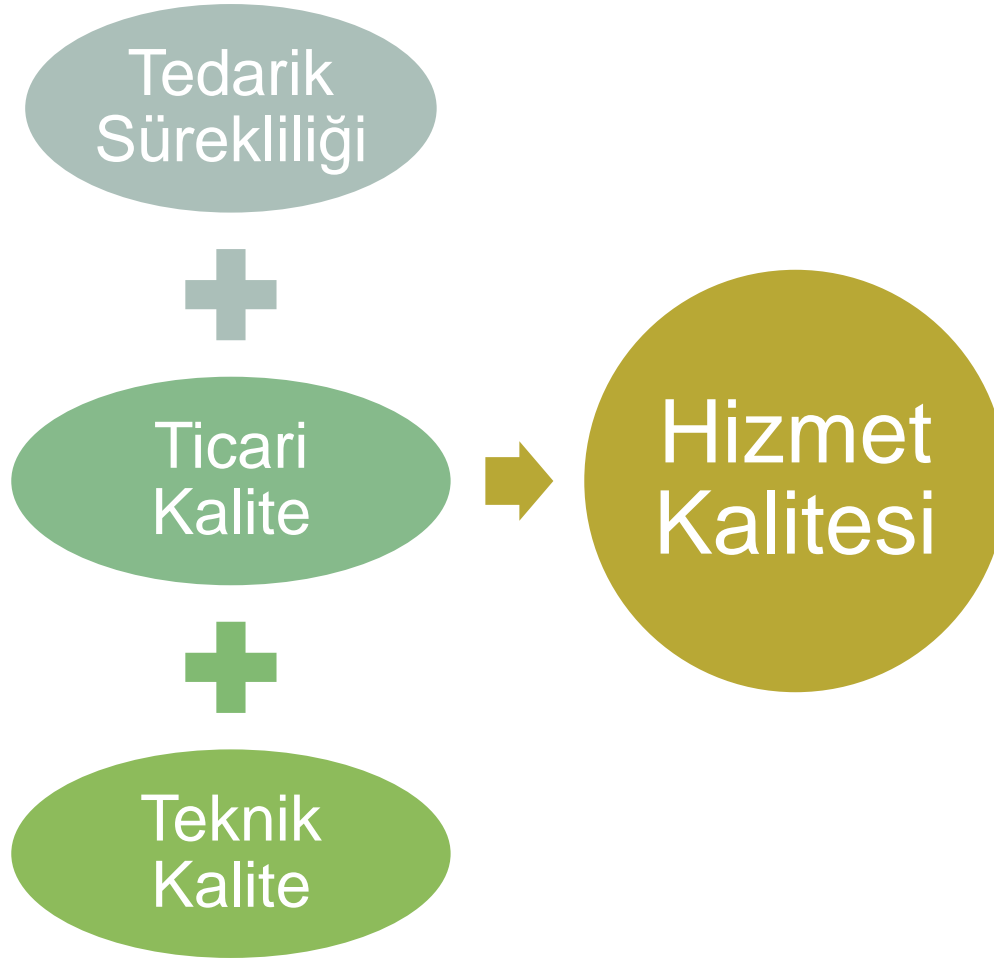 Tedarik
Sürekliliği
Ticari
Kalite
Teknik
Kalite
Hizmet
Kalitesi